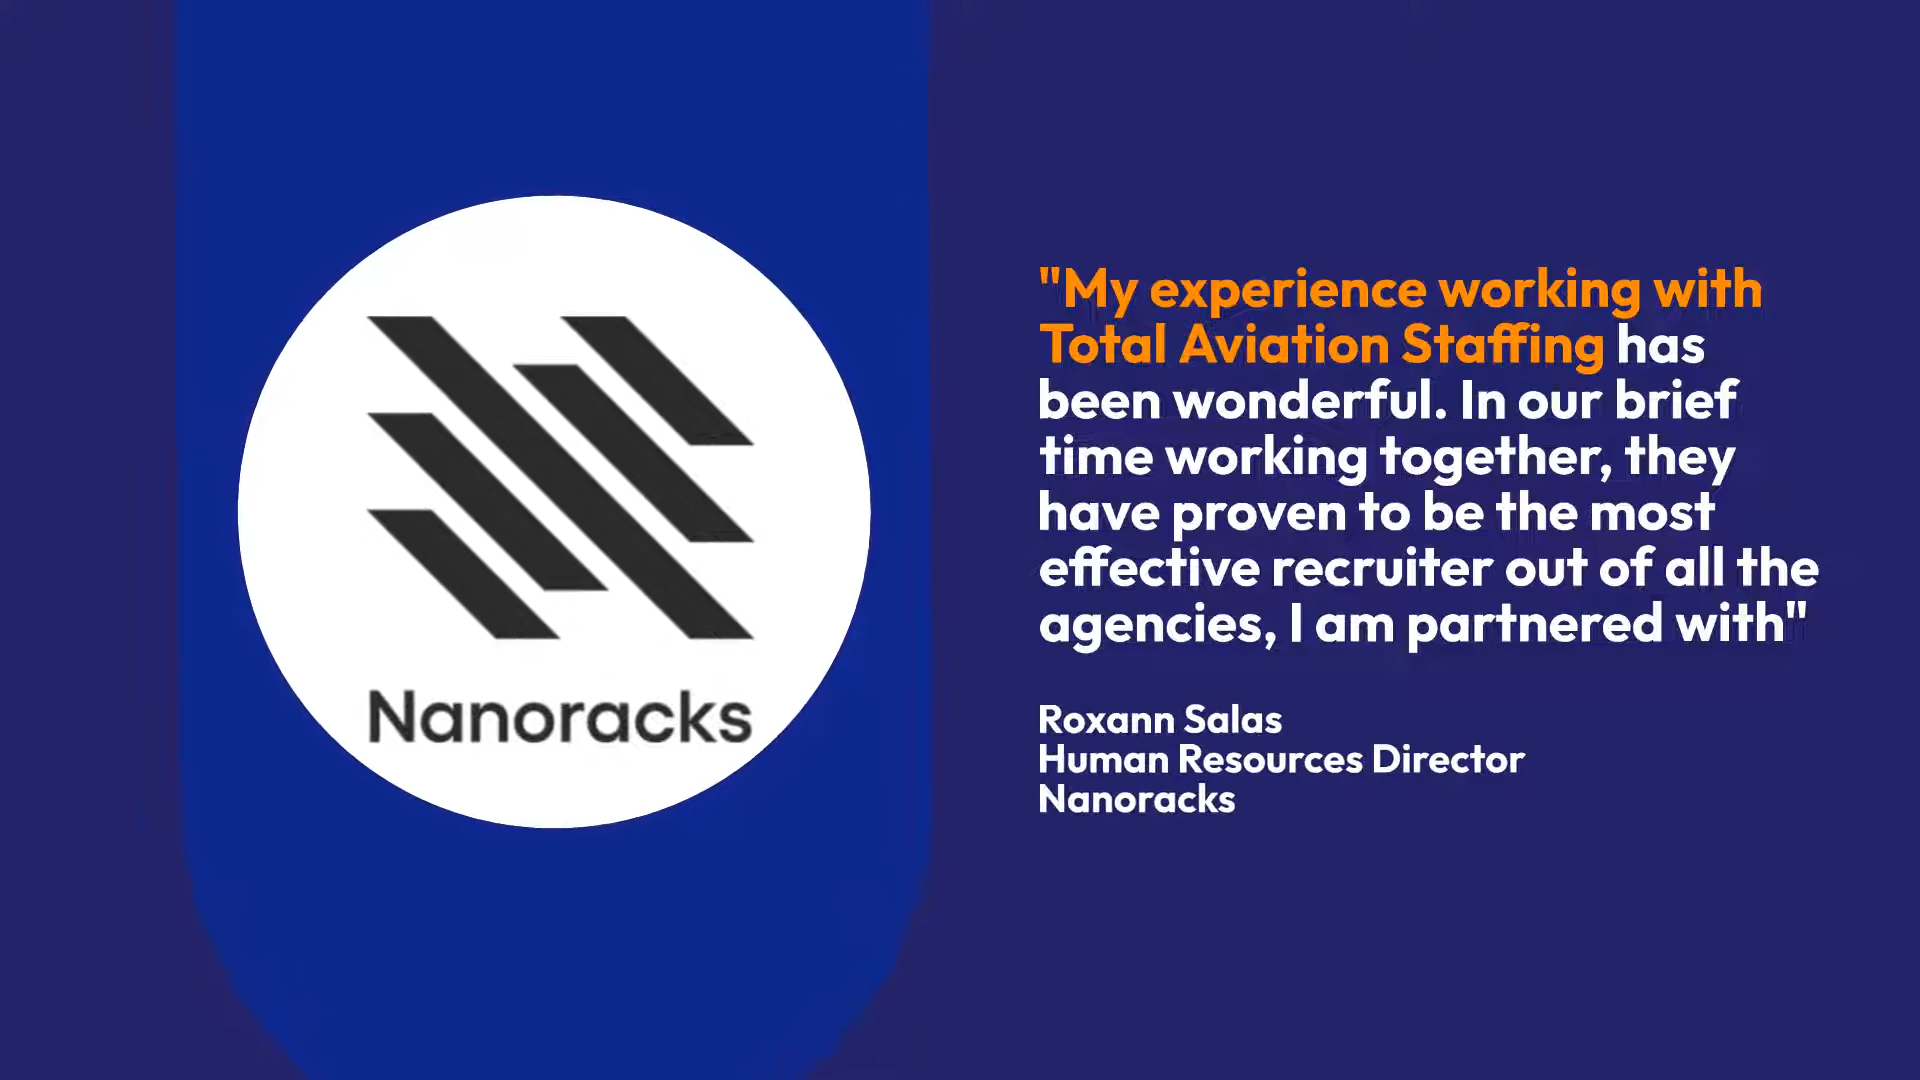 Nanoracks
"My experience working with
Total Aviation Staffing has
been wonderful. In our brief
time working together, they
have proven to be the most
effective recruiter out of all the
agencies, I am partnered with"
Roxann Salas
Human Resources Director
Nanoracks